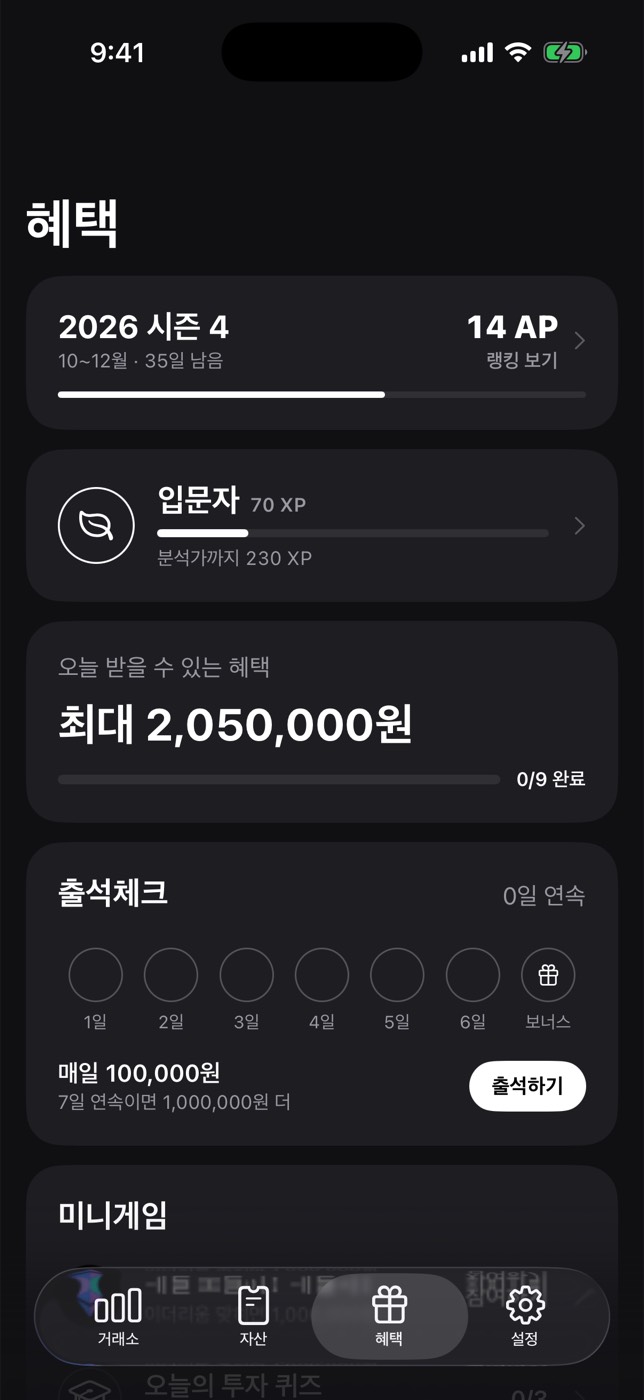 9:41
혜택
2026 시즌 4
14 AP
10~12월 · 35일 남음
랭킹 보기
입문자 70 XP
분석가까지 230 XP
오늘 받을 수 있는 혜택
최대 2,050,000원
0/9 완료
출석체크
0일 연속
1일
2일
3일
4일
5일
6일
보너스
매일 100,000원
7일 연속이면 1,000,000원 더
출석하기
미니게임
거래소
자산
혜택
설정
오늘의 투자 퀴즈
0/3